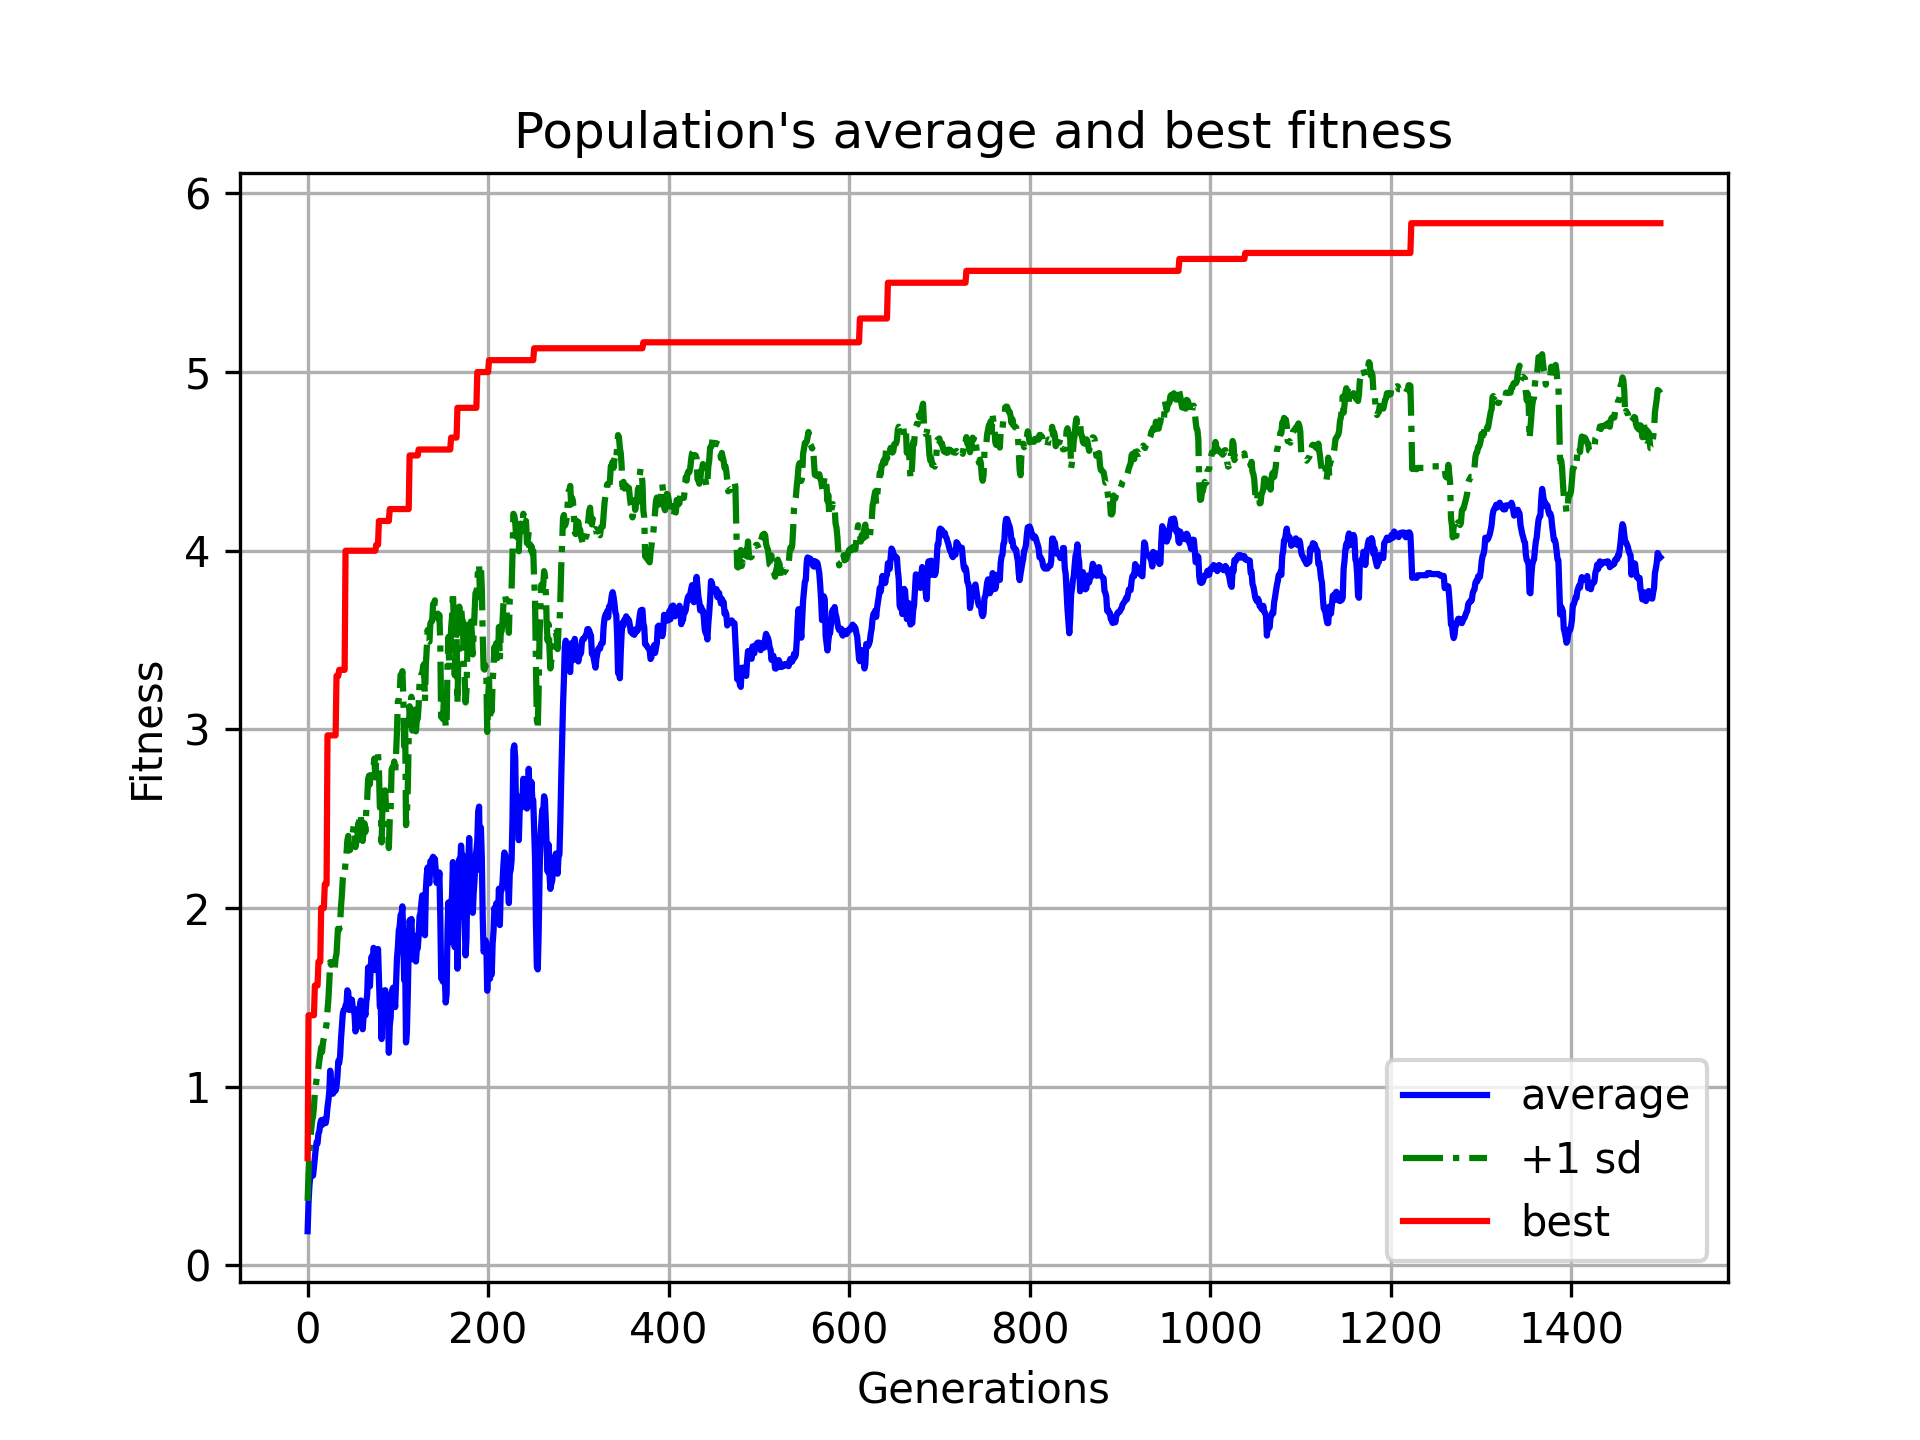 Population's average and best fitness
6
5
4
3
2
1
0
Fitness
0 200 400 600 800 1000 1200 1400
Generations
average
+1 sd
best